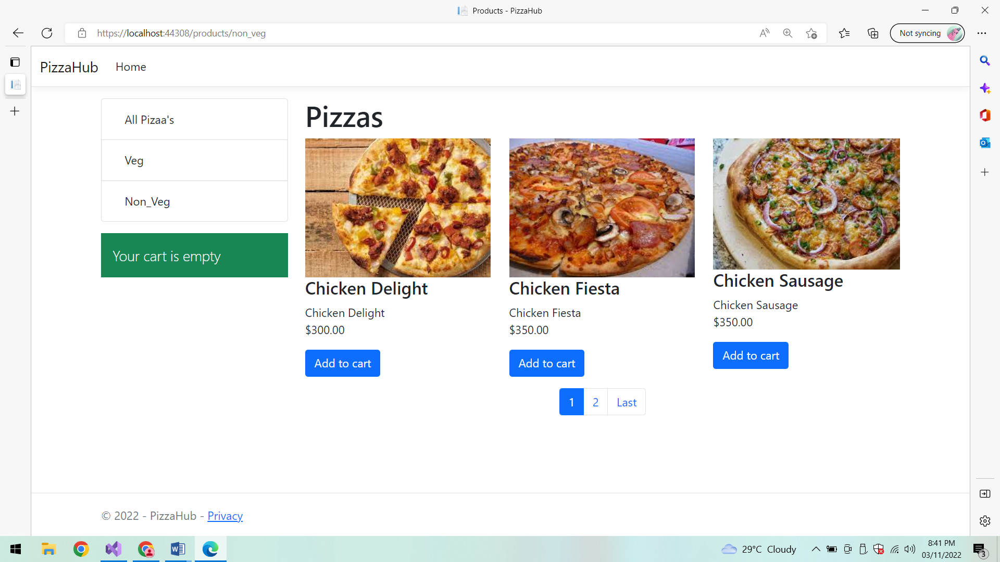 Products - PizzaHub
https://localhost:44308/products/non_veg
Not syncing
PizzaHub
Home
All Pizaa's
Veg
Non_Veg
Your cart is empty
Pizzas
Chicken Delight
Chicken Delight
$300.00
Add to cart
Chicken Fiesta
Chicken Fiesta
$350.00
Add to cart
Chicken Sausage
Chicken Sausage
$350.00
Add to cart
1 2 Last
© 2022 - PizzaHub - Privacy
29°C Cloudy
8:41 PM
03/11/2022
3